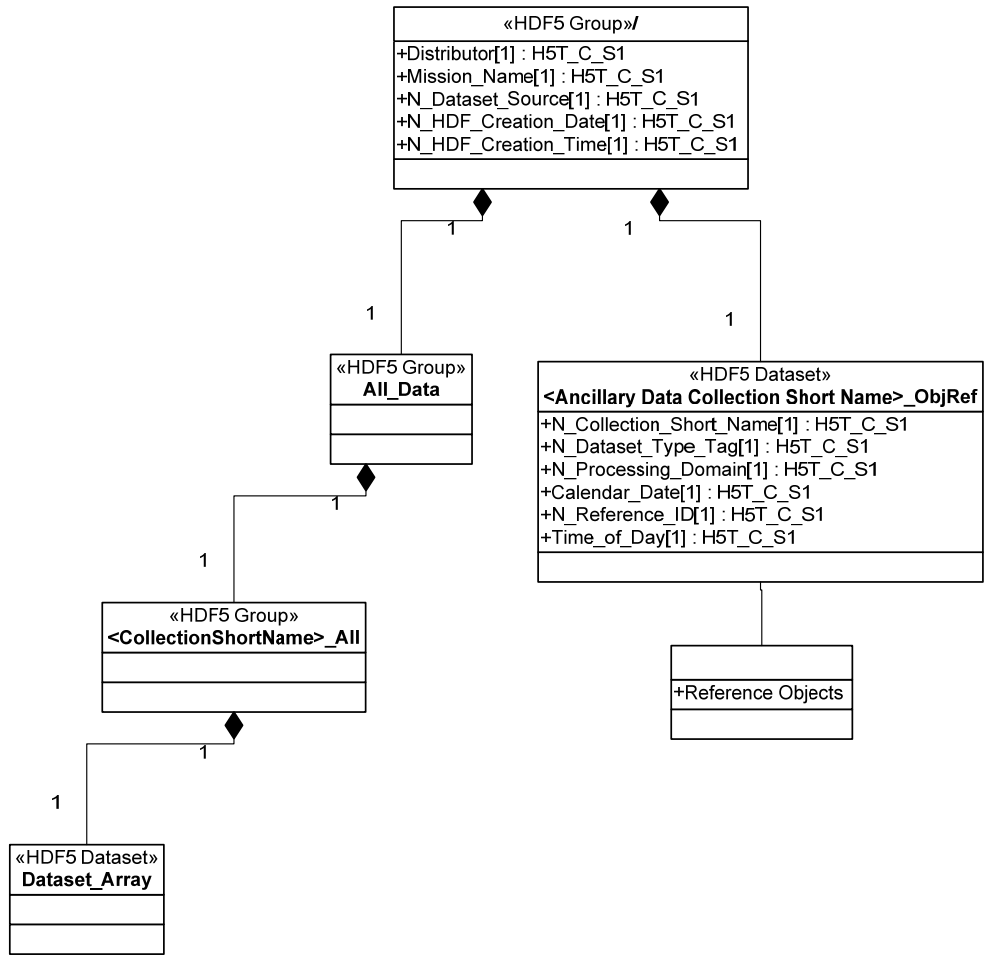 «HDF5 Group»/
+Distributor[1] : H5T_C_S1
+Mission_Name[1] : H5T_C_S1
+N_Dataset_Source[1] : H5T_C_S1
+N_HDF_Creation_Date[1] : H5T_C_S1
+N_HDF_Creation_Time[1] : H5T_C_S1
1
1
1
1
«HDF5 Group»
All_Data
«HDF5 Dataset»
<Ancillary Data Collection Short Name>_ObjRef
+N_Collection_Short_Name[1] : H5T_C_S1
+N_Dataset_Type_Tag[1] : H5T_C_S1
+N_Processing_Domain[1] : H5T_C_S1
+Calendar_Date[1] : H5T_C_S1
+N_Reference_ID[1] : H5T_C_S1
+Time_of_Day[1] : H5T_C_S1
1
1
«HDF5 Group»
<CollectionShortName>_All
+Reference Objects
1
1
«HDF5 Dataset»
Dataset_Array